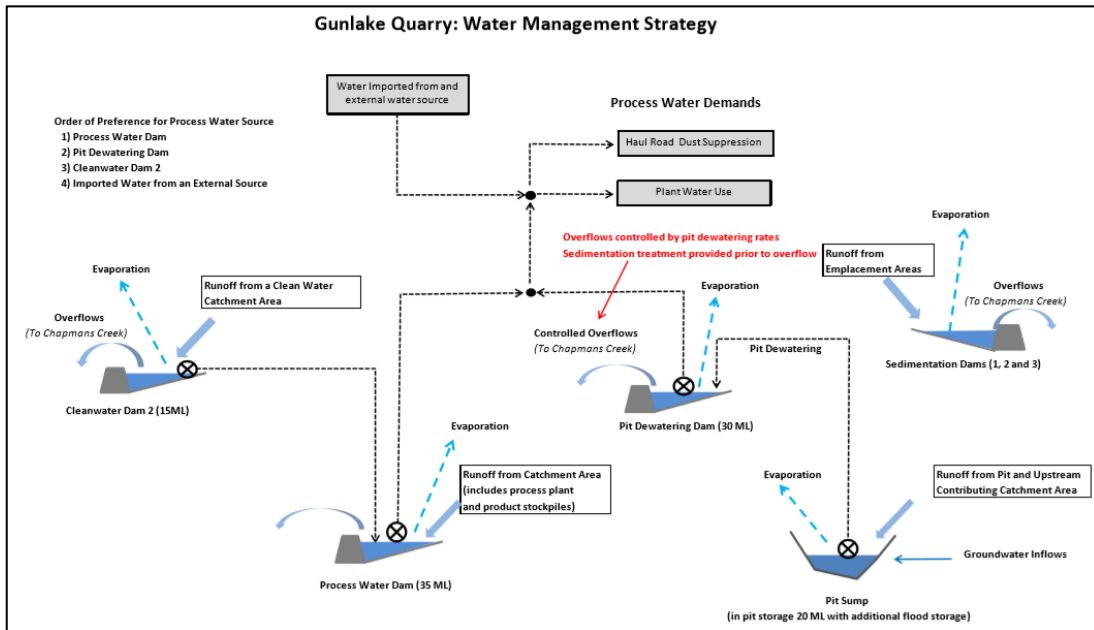 Gunlake Quarry: Water Management Strategy
Water Imported from and
external water source
Process Water Demands
Order of Preference for Process Water Source
1) Process Water Dam
2) Pit Dewatering Dam
3) Cleanwater Dam 2
4) Imported Water from an External Source
Haul Road Dust Suppression
Plant Water Use
Evaporation
Overflows controlled by pit dewatering rates
Sedimentation treatment provided prior to overflow
Runoff from
Emplacement Areas
Overflows
(To Chapmans Creek)
Sedimentation Dams (1, 2 and 3)
Evaporation
Runoff from a Clean Water
Catchment Area
Overflows
(To Chapmans Creek)
Cleanwater Dam 2 (15ML)
Evaporation
Controlled Overflows
(To Chapmans Creek)
Pit Dewatering
Pit Dewatering Dam (30 ML)
Evaporation
Runoff from Catchment Area
(includes process plant
and product stockpiles)
Process Water Dam (35 ML)
Evaporation
Runoff from Pit and Upstream
Contributing Catchment Area
Groundwater Inflows
Pit Sump
(in pit storage 20 ML with additional flood storage)